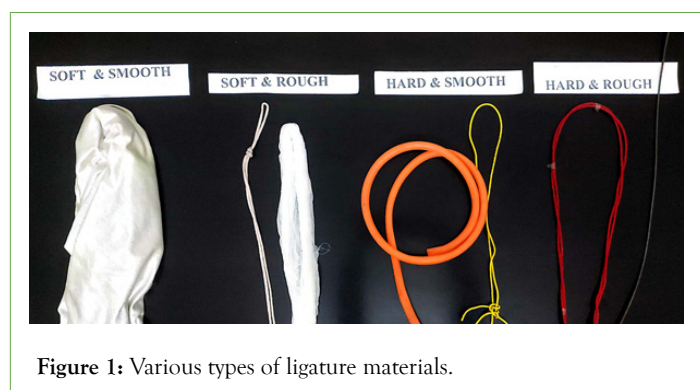 SOFT & SMOOTH
SOFT & ROUGH
HARD & SMOOTH
HARD & ROUGH
Figure 1: Various types of ligature materials.